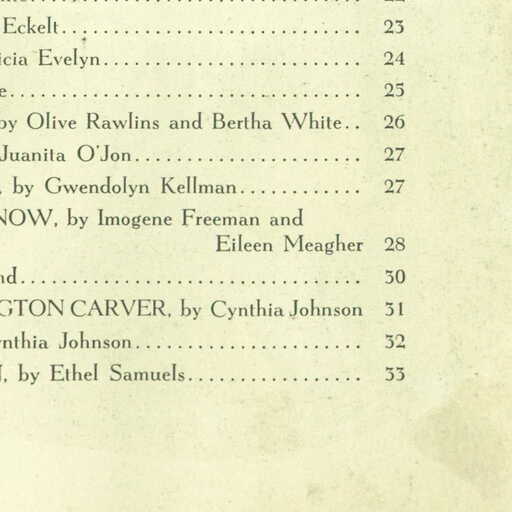 Eckelt.............................. 23
icia Evelyn......................... 24
e.................................. 25
by Olive Rawlins and Bertha White.. 26
Juanita O'Jon...................... 27
, by Gwendolyn Kellman............ 27
NOW, by Imogene Freeman and
Eileen Meagher 28
nd................................. 30
GTON CARVER, by Cynthia Johnson 31
ynthia Johnson...................... 32
, by Ethel Samuels................. 33